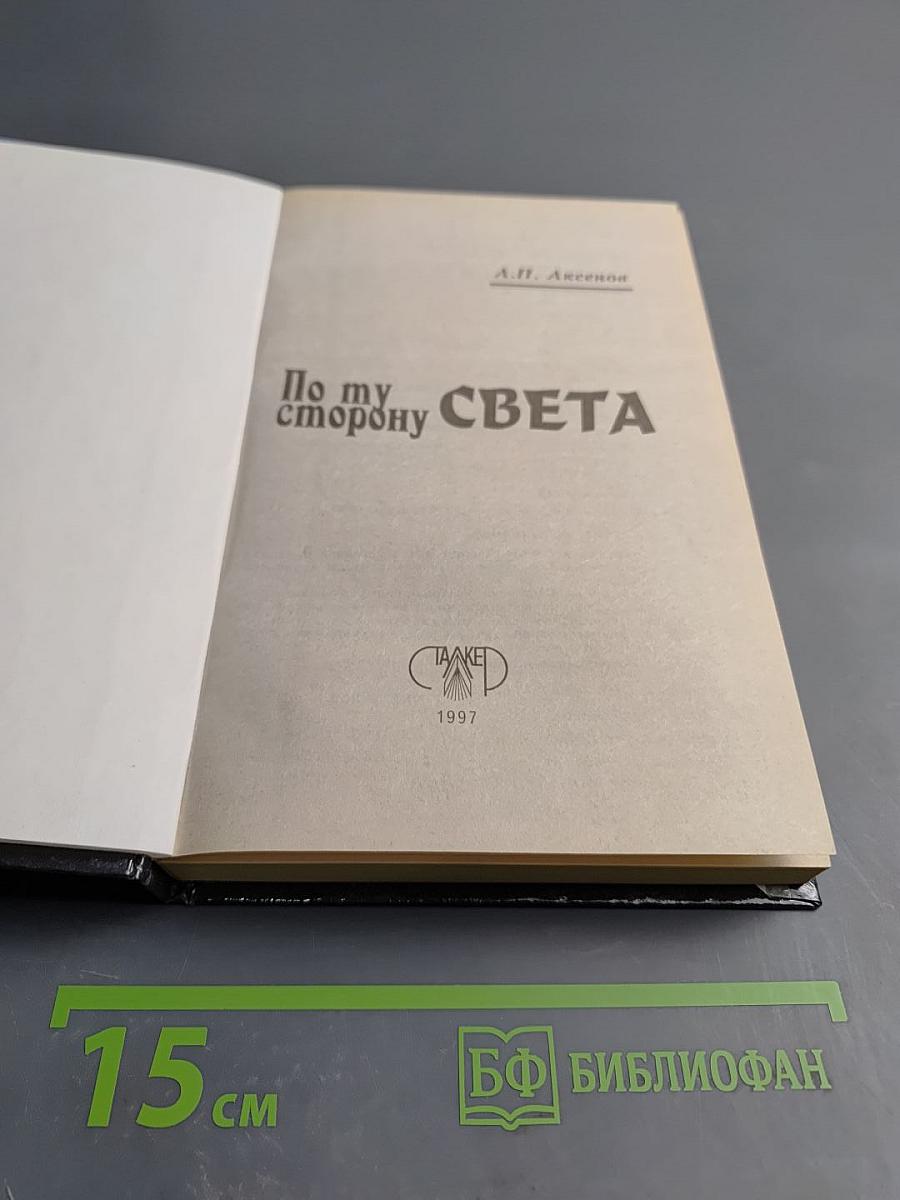 А.П. Аксенов
По ту
сторону СВЕТА
СТАЛКЕР
1997
15 см
БФ БИБЛИОФАН